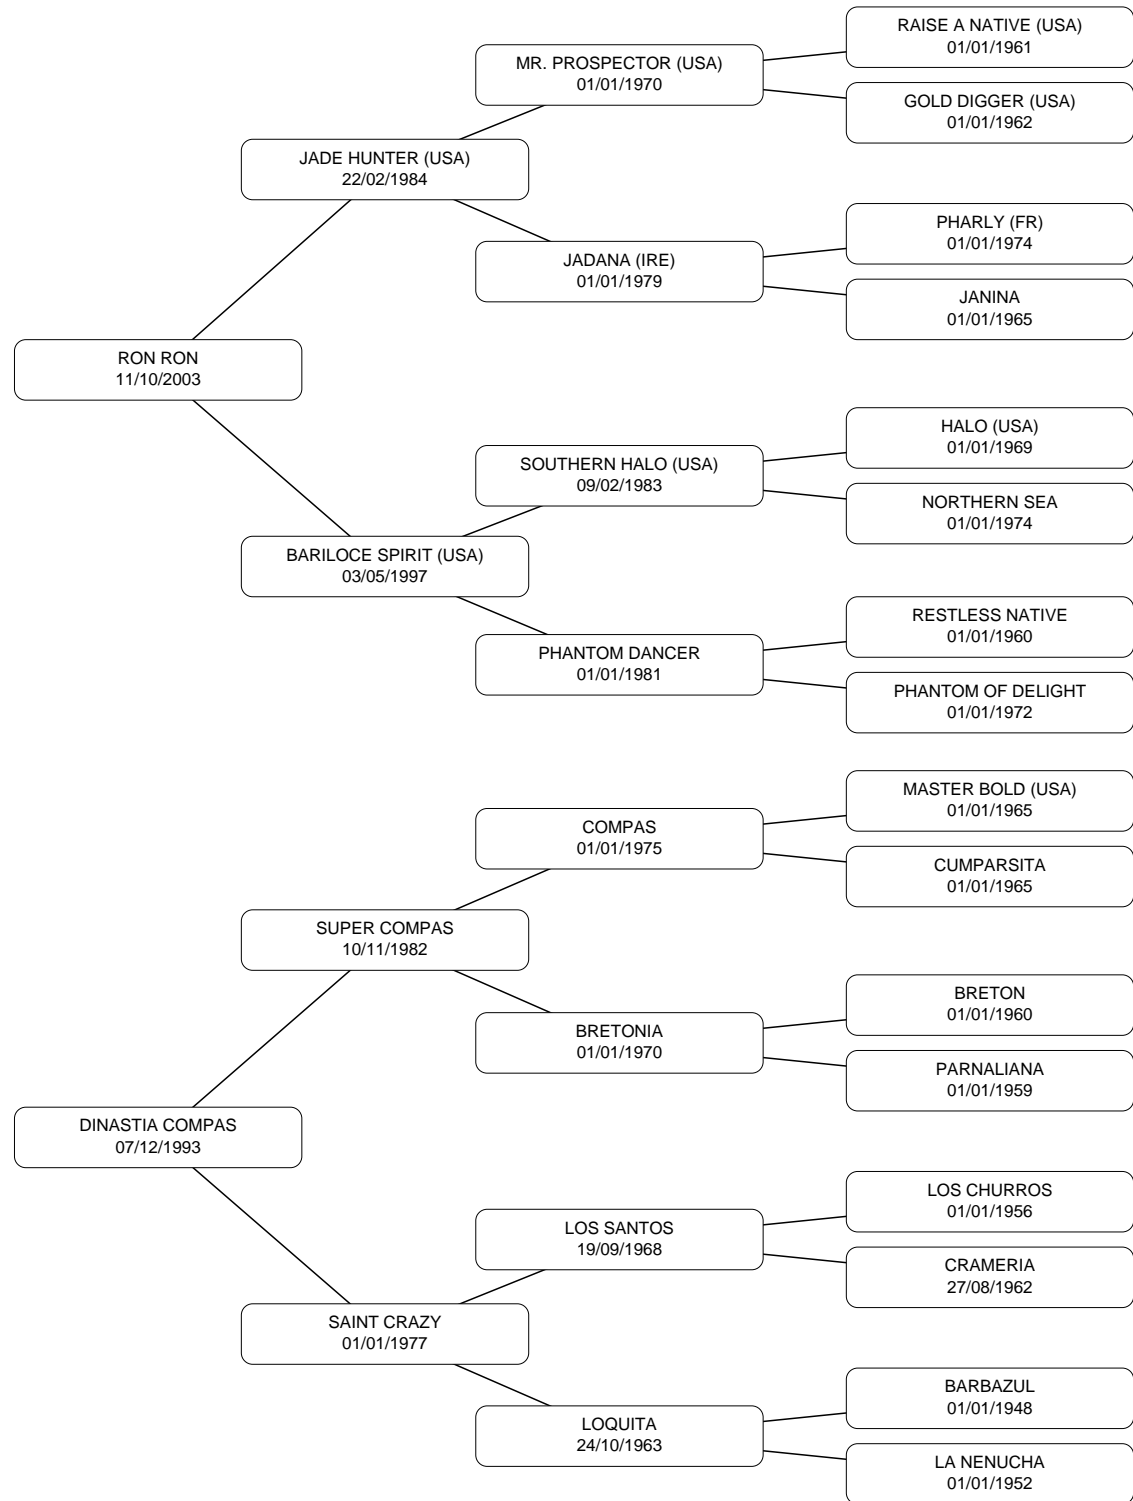 RAISE A NATIVE (USA)
01/01/1961
MR. PROSPECTOR (USA)
01/01/1970
GOLD DIGGER (USA)
01/01/1962
JADE HUNTER (USA)
22/02/1984
PHARLY (FR)
01/01/1974
JADANA (IRE)
01/01/1979
JANINA
01/01/1965
RON RON
11/10/2003
HALO (USA)
01/01/1969
SOUTHERN HALO (USA)
09/02/1983
NORTHERN SEA
01/01/1974
BARILOCE SPIRIT (USA)
03/05/1997
RESTLESS NATIVE
01/01/1960
PHANTOM DANCER
01/01/1981
PHANTOM OF DELIGHT
01/01/1972
MASTER BOLD (USA)
01/01/1965
COMPAS
01/01/1975
CUMPARSITA
01/01/1965
SUPER COMPAS
10/11/1982
BRETON
01/01/1960
BRETONIA
01/01/1970
PARNALIANA
01/01/1959
DINASTIA COMPAS
07/12/1993
LOS CHURROS
01/01/1956
LOS SANTOS
19/09/1968
CRAMERIA
27/08/1962
SAINT CRAZY
01/01/1977
BARBAZUL
01/01/1948
LOQUITA
24/10/1963
LA NENUCHA
01/01/1952